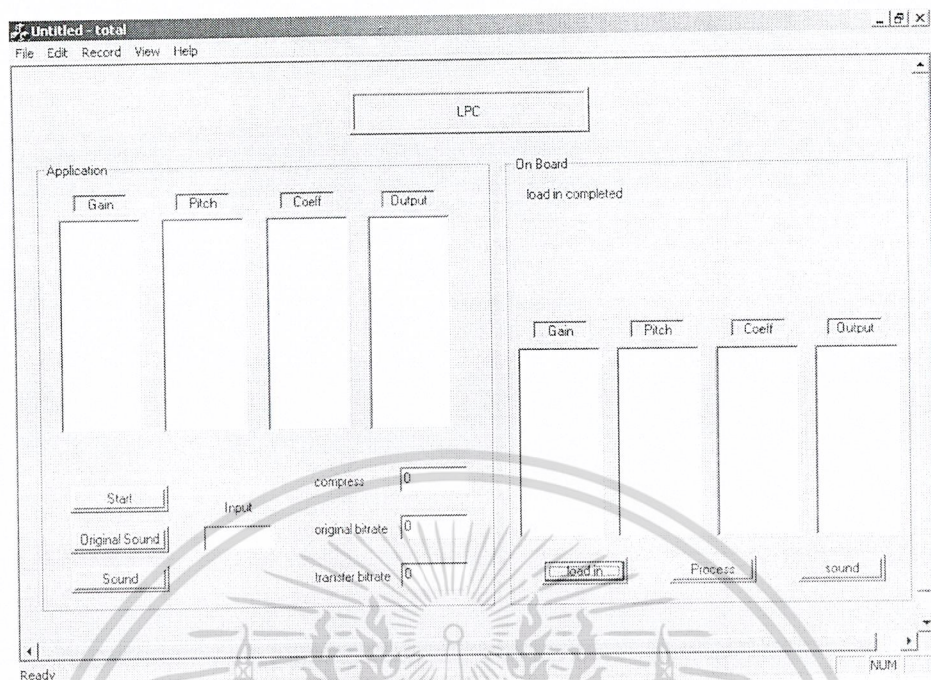 Untitled - total
File Edit Record View Help
LPC
Application
Gain Pitch Coeff Output
Start
Original Sound
Sound
Input
compress 0
original bitrate 0
transfer bitrate 0
On Board
load in completed
Gain Pitch Coeff Output
load in Process sound
Ready NUM